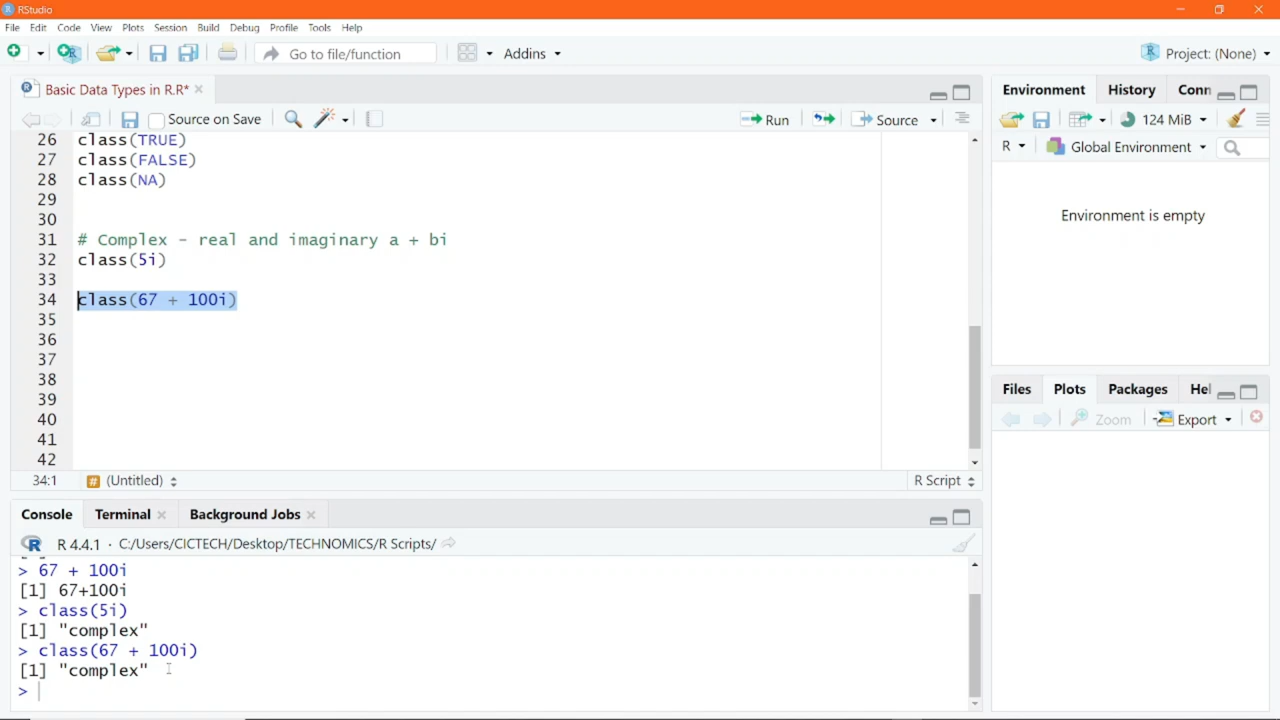 RStudio
File Edit Code View Plots Session Build Debug Profile Tools Help
Go to file/function Addins Project: (None)
Basic Data Types in R.R*
Source on Save Run Source
26 class(TRUE)
27 class(FALSE)
28 class(NA)
29
30
31 # Complex - real and imaginary a + bi
32 class(5i)
33
34 class(67 + 100i)
35
36
37
38
39
40
41
42
34:1 (Untitled) R Script
Console Terminal Background Jobs
R 4.4.1 · C:/Users/CICTECH/Desktop/TECHNOMICS/R Scripts/
> 67 + 100i
[1] 67+100i
> class(5i)
[1] "complex"
> class(67 + 100i)
[1] "complex"
>
Environment History Conn
124 MiB
R Global Environment
Environment is empty
Files Plots Packages Hel
Zoom Export